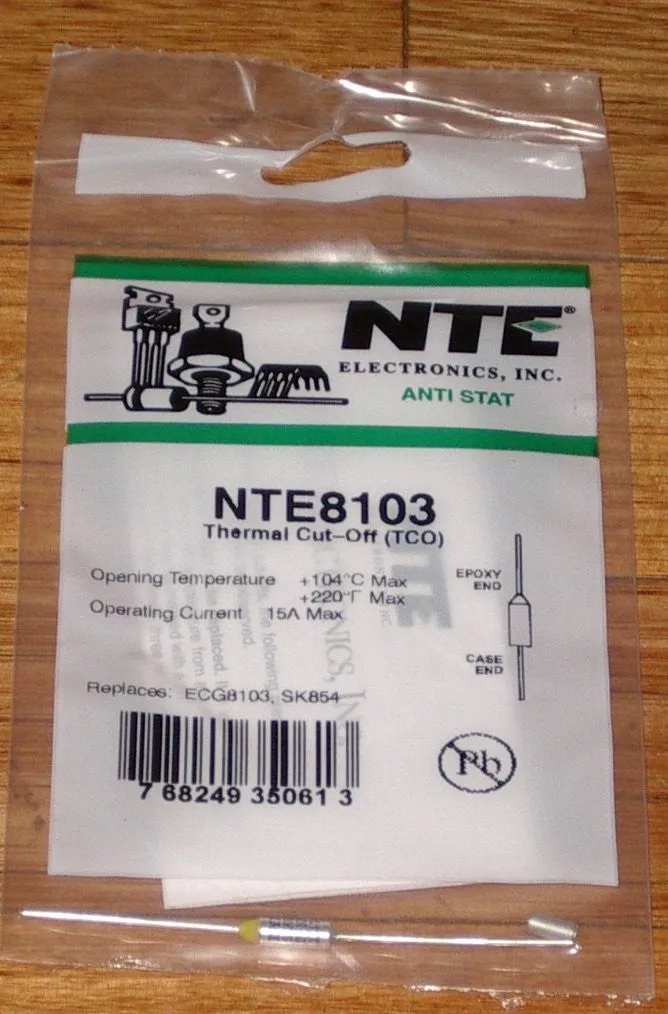 NTE®
ELECTRONICS, INC.
ANTI STAT
NTE8103
Thermal Cut-Off (TCO)
Opening Temperature +104°C Max
+220°F Max
Operating Current 15A Max
EPOXY
END
CASE
END
Replaces: ECG8103, SK854
7 68249 35061 3
Pb